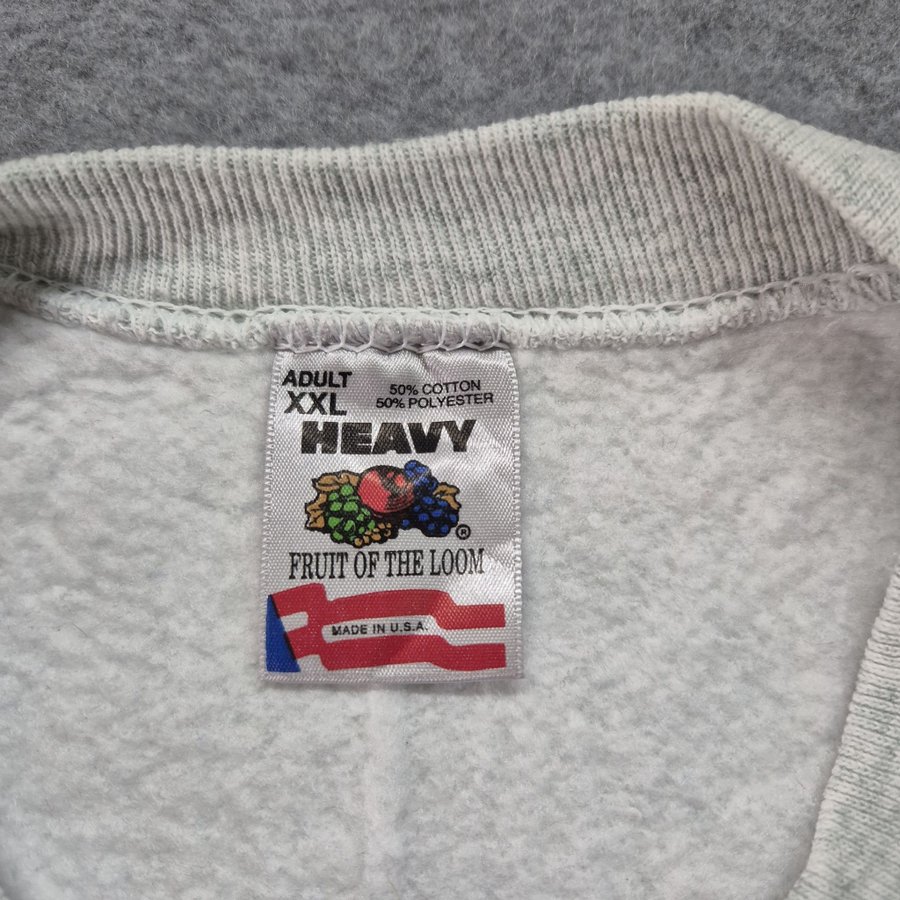 ADULT
XXL
50% COTTON
50% POLYESTER
HEAVY
®
FRUIT OF THE LOOM
MADE IN U.S.A.